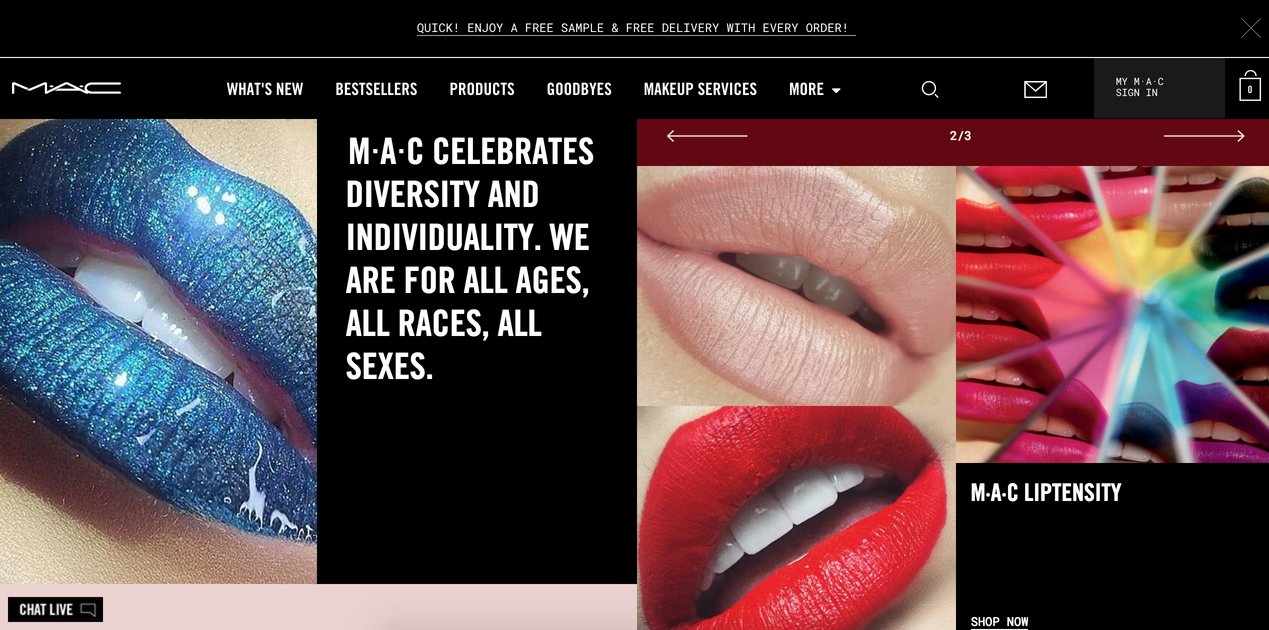 QUICK! ENJOY A FREE SAMPLE & FREE DELIVERY WITH EVERY ORDER!
M·A·C
WHAT'S NEW
BESTSELLERS
PRODUCTS
GOODBYES
MAKEUP SERVICES
MORE
MY M·A·C
SIGN IN
0
M·A·C CELEBRATES
DIVERSITY AND
INDIVIDUALITY. WE
ARE FOR ALL AGES,
ALL RACES, ALL
SEXES.
2/3
M·A·C LIPTENSITY
SHOP NOW
CHAT LIVE